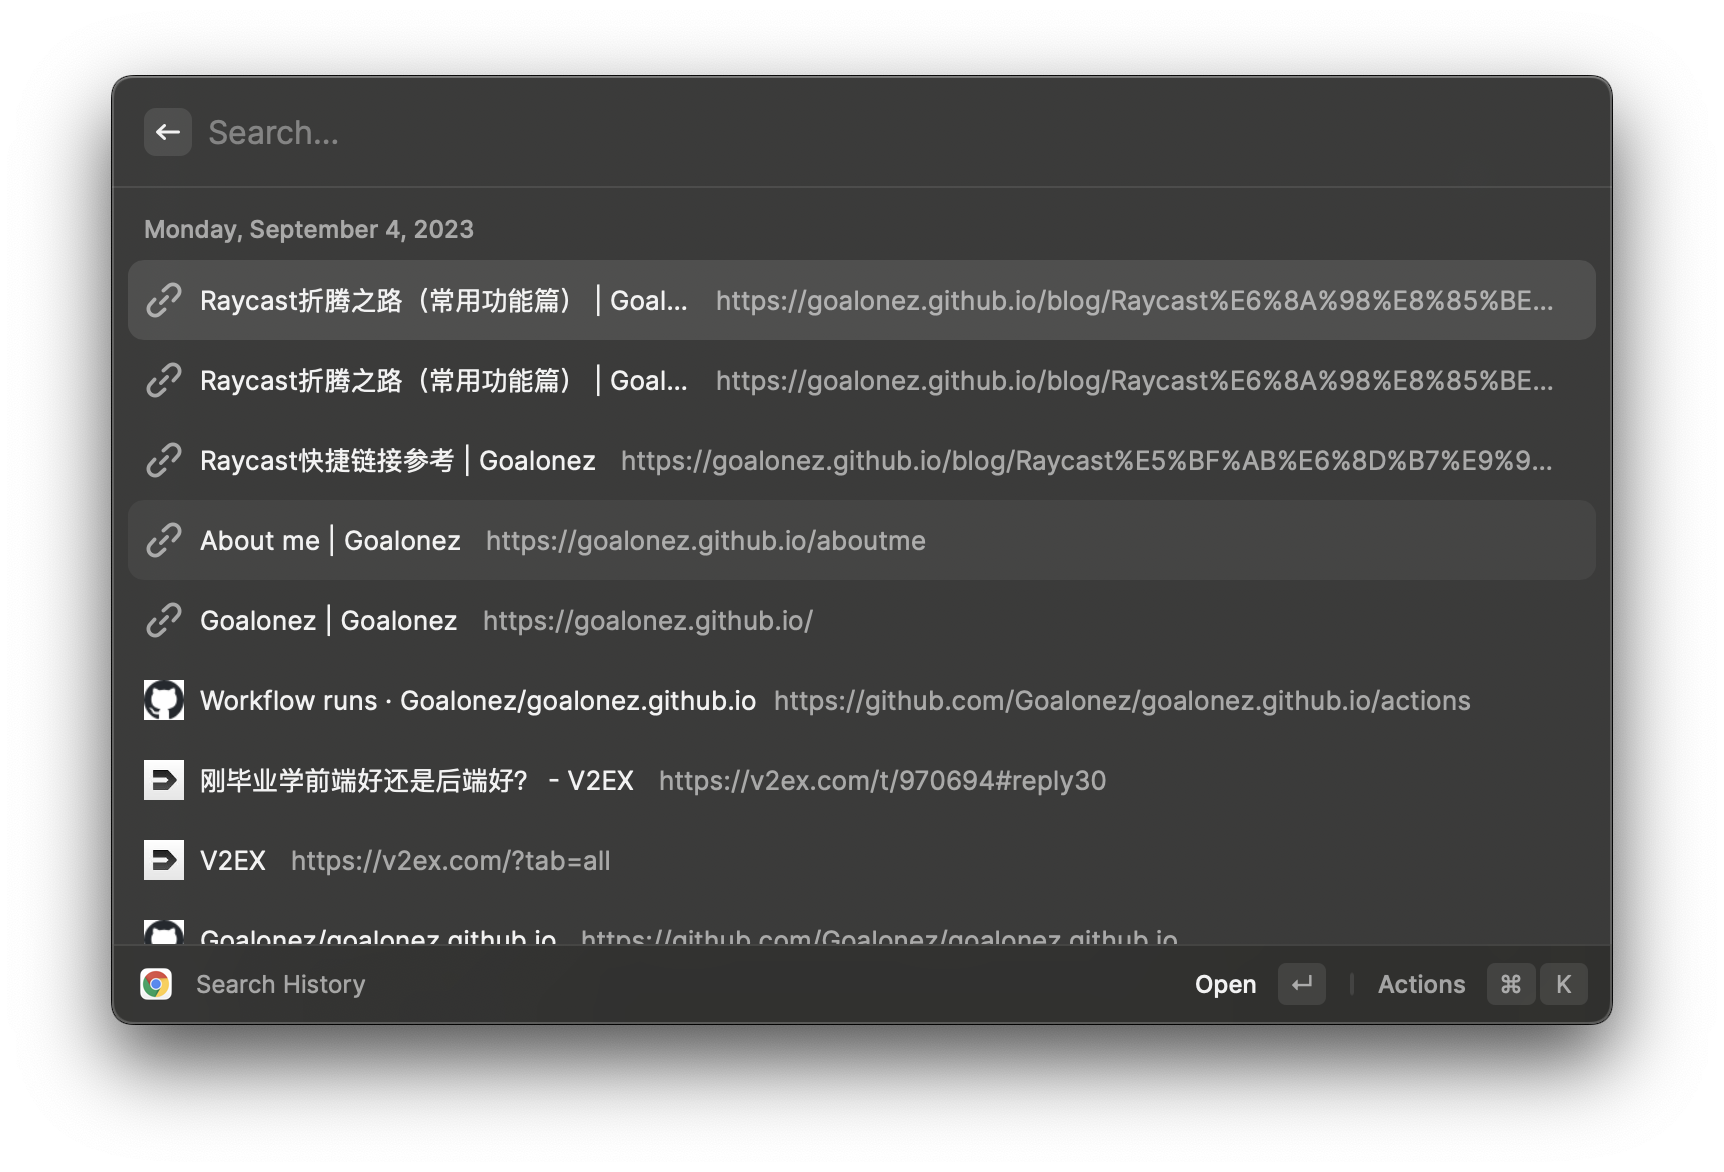 Search...
Monday, September 4, 2023
Raycast折腾之路（常用功能篇） | Goal... https://goalonez.github.io/blog/Raycast%E6%8A%98%E8%85%BE...
Raycast折腾之路（常用功能篇） | Goal... https://goalonez.github.io/blog/Raycast%E6%8A%98%E8%85%BE...
Raycast快捷链接参考 | Goalonez https://goalonez.github.io/blog/Raycast%E5%BF%AB%E6%8D%B7%E9%9...
About me | Goalonez https://goalonez.github.io/aboutme
Goalonez | Goalonez https://goalonez.github.io/
Workflow runs · Goalonez/goalonez.github.io https://github.com/Goalonez/goalonez.github.io/actions
刚毕业学前端好还是后端好？ - V2EX https://v2ex.com/t/970694#reply30
V2EX https://v2ex.com/?tab=all
Goalonez/goalonez.github.io https://github.com/Goalonez/goalonez.github.io
Search History Open ↵ Actions ⌘ K